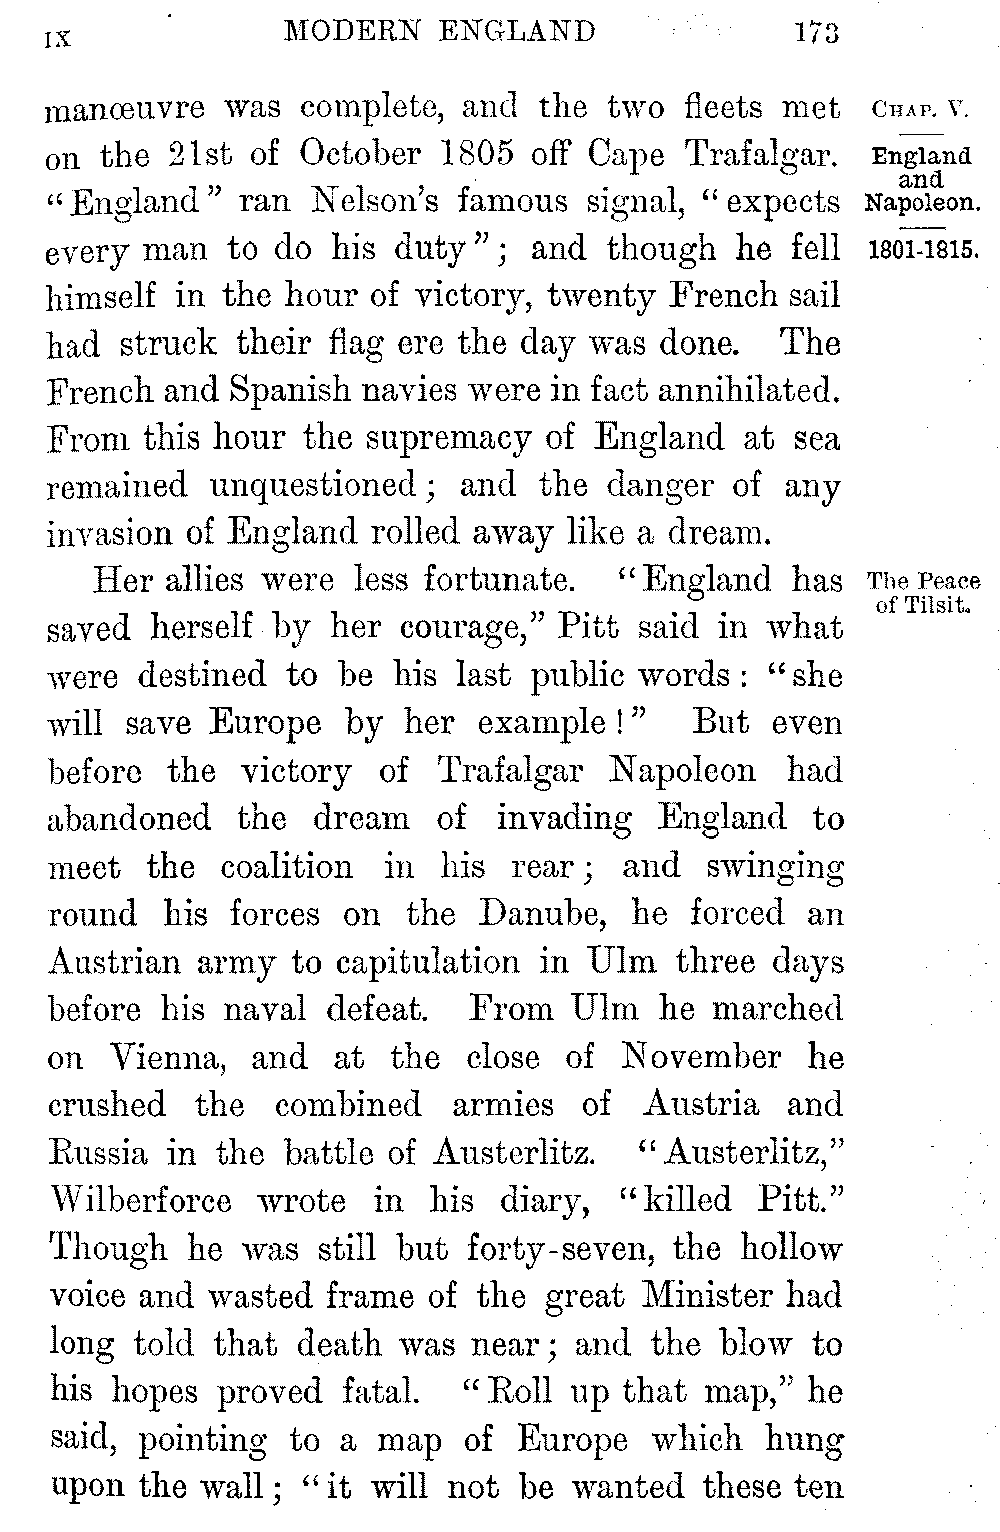 IX MODERN ENGLAND 173
manœuvre was complete, and the two fleets met
on the 21st of October 1805 off Cape Trafalgar.
“England” ran Nelson’s famous signal, “expects
every man to do his duty”; and though he fell
himself in the hour of victory, twenty French sail
had struck their flag ere the day was done. The
French and Spanish navies were in fact annihilated.
From this hour the supremacy of England at sea
remained unquestioned; and the danger of any
invasion of England rolled away like a dream.
CHAP. V.
England
and
Napoleon.
1801-1815.
Her allies were less fortunate. “England has
saved herself by her courage,” Pitt said in what
were destined to be his last public words: “she
will save Europe by her example!” But even
before the victory of Trafalgar Napoleon had
abandoned the dream of invading England to
meet the coalition in his rear; and swinging
round his forces on the Danube, he forced an
Austrian army to capitulation in Ulm three days
before his naval defeat. From Ulm he marched
on Vienna, and at the close of November he
crushed the combined armies of Austria and
Russia in the battle of Austerlitz. “Austerlitz,”
Wilberforce wrote in his diary, “killed Pitt.”
Though he was still but forty-seven, the hollow
voice and wasted frame of the great Minister had
long told that death was near; and the blow to
his hopes proved fatal. “Roll up that map,” he
said, pointing to a map of Europe which hung
upon the wall; “it will not be wanted these ten
The Peace
of Tilsit.